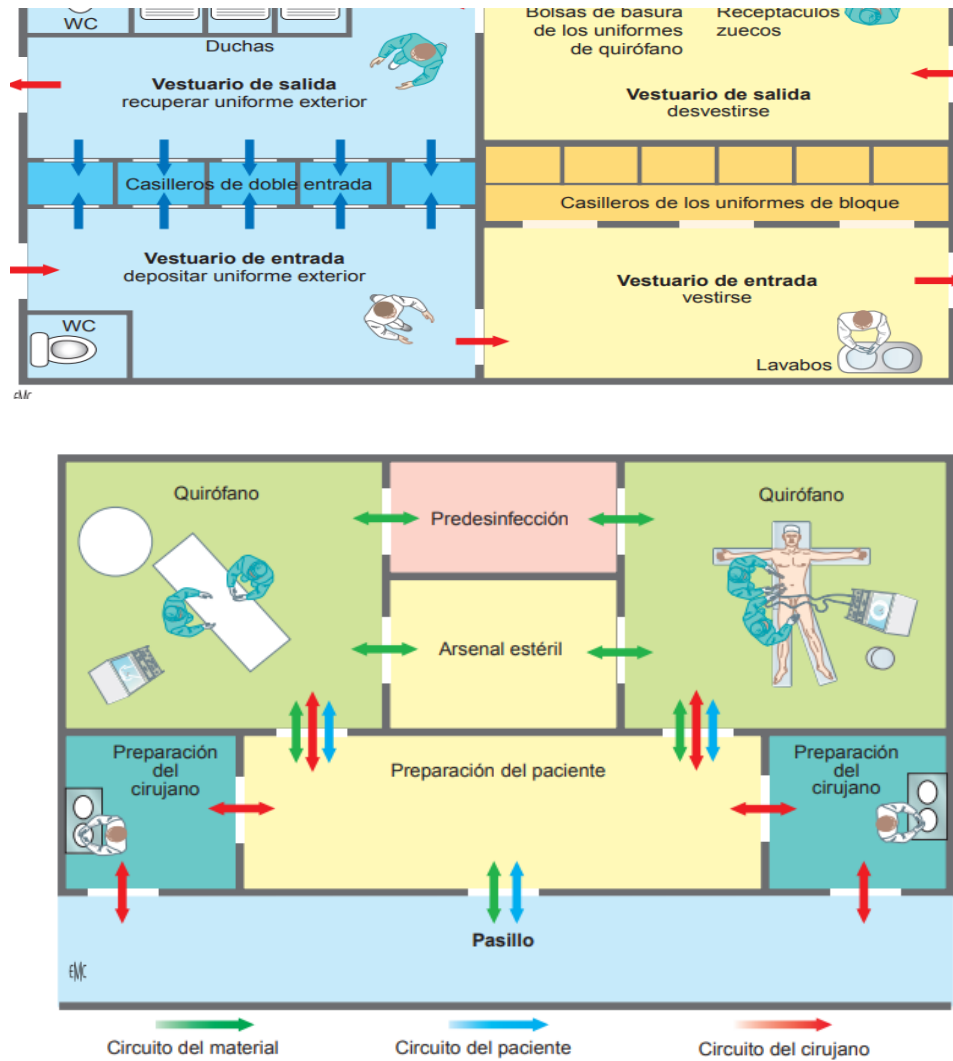 WC
Duchas
Vestuario de salida
recuperar uniforme exterior
Casilleros de doble entrada
Vestuario de entrada
depositar uniforme exterior
WC
Bolsas de basura
de los uniformes
de quirófano
Receptáculos
zuecos
Vestuario de salida
desvestirse
Casilleros de los uniformes de bloque
Vestuario de entrada
vestirse
Lavabos
Quirófano
Predesinfección
Quirófano
Arsenal estéril
Preparación
del
cirujano
Preparación del paciente
Preparación
del
cirujano
Pasillo
EMC
Circuito del material
Circuito del paciente
Circuito del cirujano